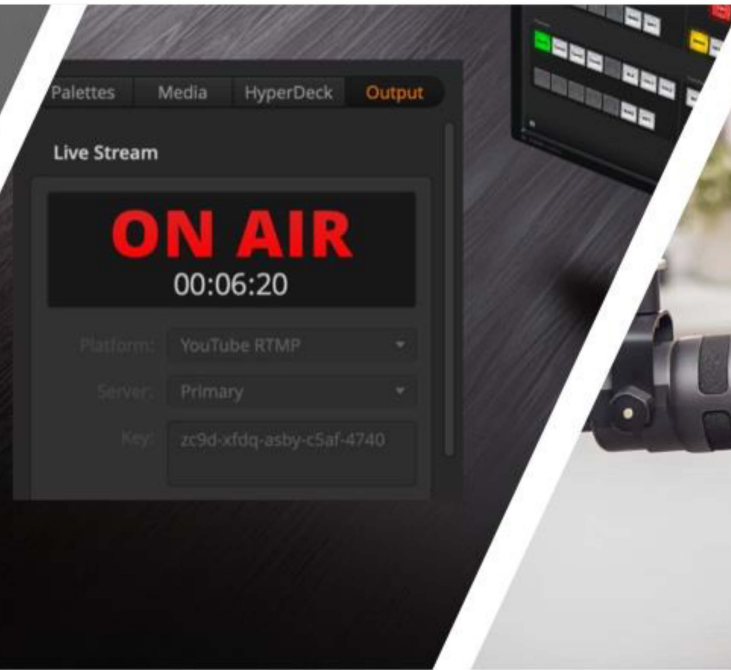 Palettes Media HyperDeck Output
Live Stream
ON AIR
00:06:20
Platform: YouTube RTMP
Server: Primary
Key: zc9d-xfdq-asby-c5af-4740